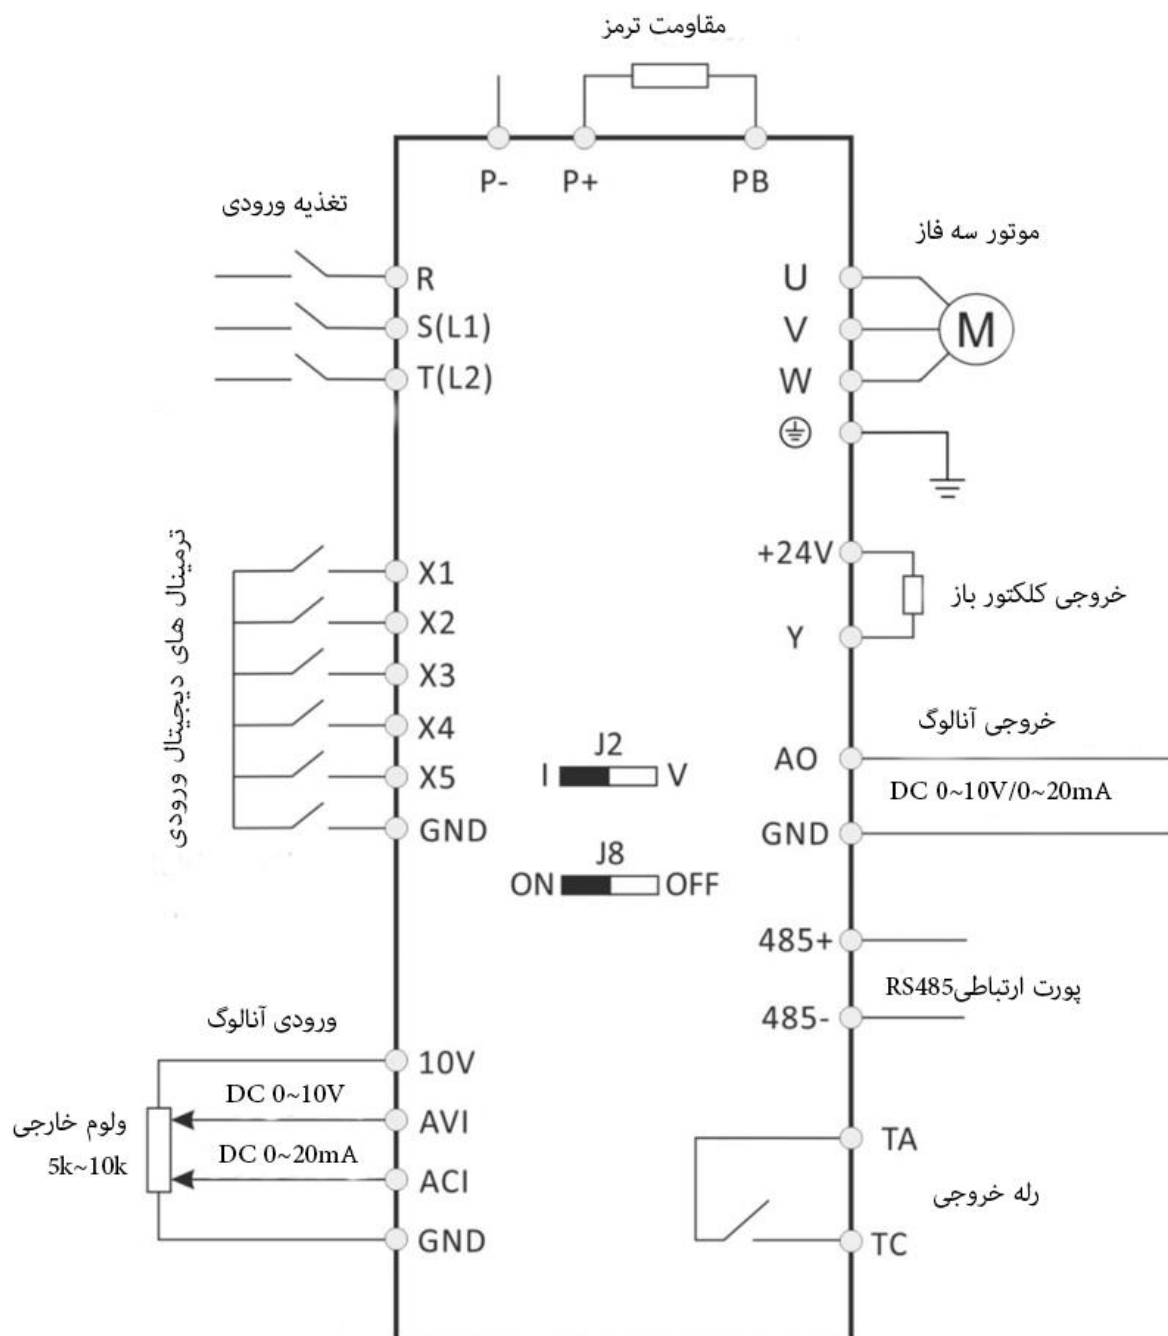 مقاومت ترمز
P-
P+
PB
تغذیه ورودی
R
S(L1)
T(L2)
موتور سه فاز
U
V
W
M
ترمینال های دیجیتال ورودی
X1
X2
X3
X4
X5
GND
+24V
Y
خروجی کلکتور باز
J2
I
V
J8
ON
OFF
خروجی آنالوگ
AO
DC 0~10V/0~20mA
GND
485+
پورت ارتباطیRS485
485-
ورودی آنالوگ
10V
DC 0~10V
AVI
ولوم خارجی
5k~10k
DC 0~20mA
ACI
GND
TA
رله خروجی
TC